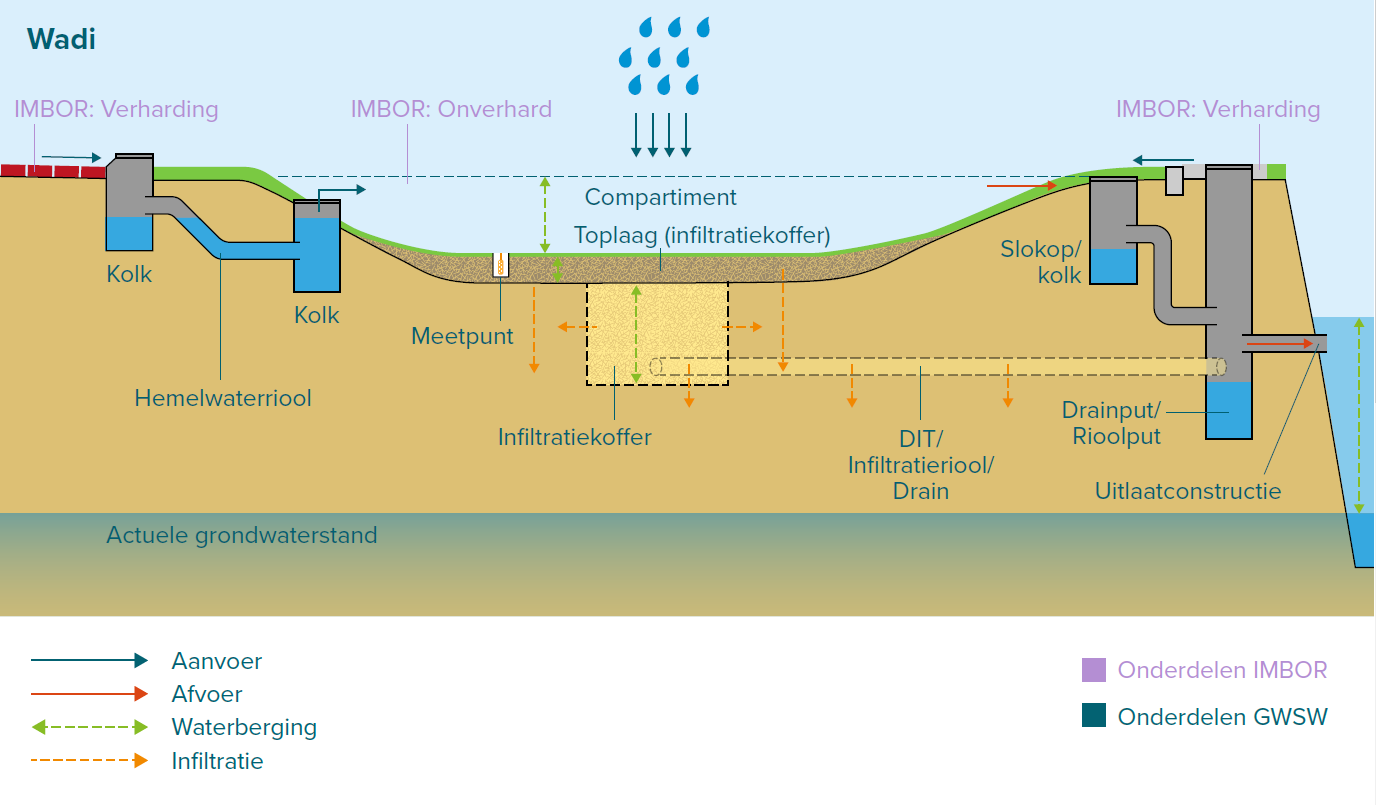 Wadi
IMBOR: Verharding
IMBOR: Onverhard
IMBOR: Verharding
Compartiment
Toplaag (infiltratiekoffer)
Slokop/
kolk
Kolk
Kolk
Meetpunt
Hemelwaterriool
Infiltratiekoffer
DIT/
Infiltratieriool/
Drain
Drainput/
Rioolput
Uitlaatconstructie
Actuele grondwaterstand
Aanvoer
Afvoer
Waterberging
Infiltratie
Onderdelen IMBOR
Onderdelen GWSW